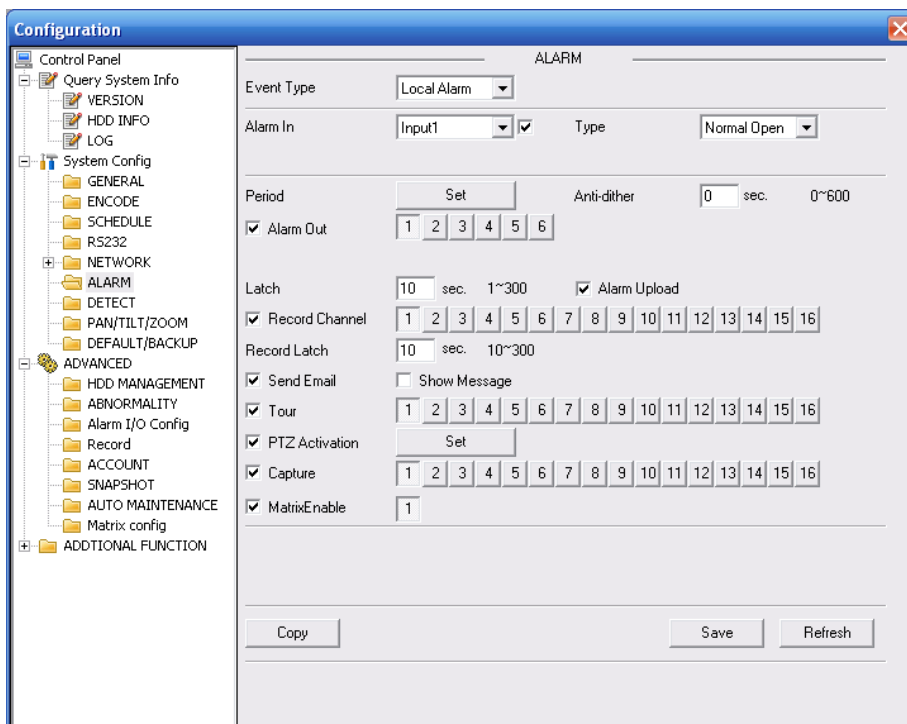 Configuration
Control Panel
Query System Info
VERSION
HDD INFO
LOG
System Config
GENERAL
ENCODE
SCHEDULE
RS232
NETWORK
ALARM
DETECT
PAN/TILT/ZOOM
DEFAULT/BACKUP
ADVANCED
HDD MANAGEMENT
ABNORMALITY
Alarm I/O Config
Record
ACCOUNT
SNAPSHOT
AUTO MAINTENANCE
Matrix config
ADDTIONAL FUNCTION
ALARM
Event Type Local Alarm
Alarm In Input1 Type Normal Open
Period Set Anti-dither 0 sec. 0~600
Alarm Out 1 2 3 4 5 6
Latch 10 sec. 1~300 Alarm Upload
Record Channel 1 2 3 4 5 6 7 8 9 10 11 12 13 14 15 16
Record Latch 10 sec. 10~300
Send Email Show Message
Tour 1 2 3 4 5 6 7 8 9 10 11 12 13 14 15 16
PTZ Activation Set
Capture 1 2 3 4 5 6 7 8 9 10 11 12 13 14 15 16
MatrixEnable 1
Copy Save Refresh